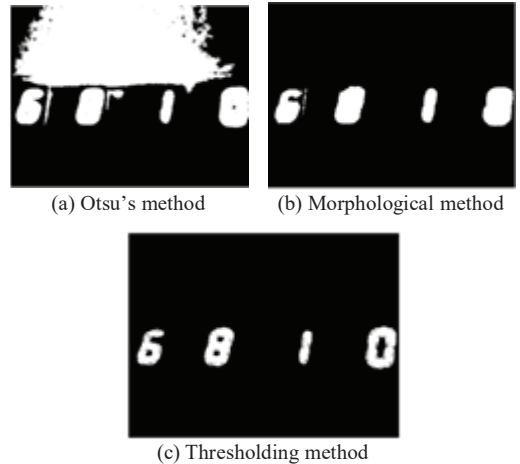 (a) Otsu's method
(b) Morphological method
6 8 1 0
(c) Thresholding method